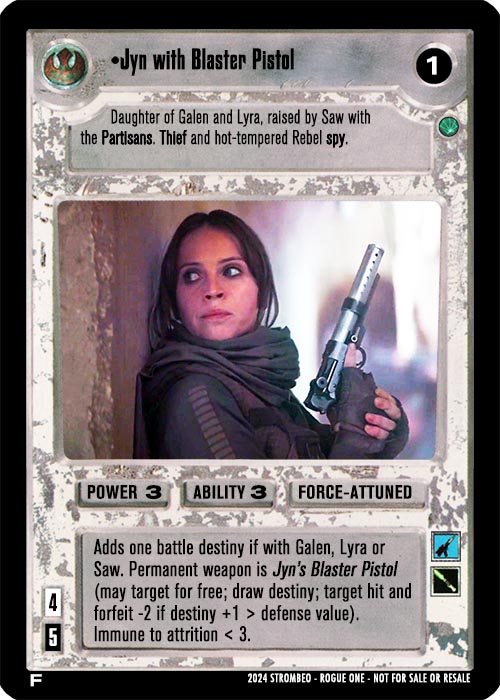 •Jyn with Blaster Pistol
1
Daughter of Galen and Lyra, raised by Saw with
the Partisans. Thief and hot-tempered Rebel spy.
POWER 3
ABILITY 3
FORCE-ATTUNED
Adds one battle destiny if with Galen, Lyra or
Saw. Permanent weapon is Jyn's Blaster Pistol
(may target for free; draw destiny; target hit and
forfeit -2 if destiny +1 > defense value).
Immune to attrition < 3.
4
5
F
2024 STROMBEO - ROGUE ONE - NOT FOR SALE OR RESALE